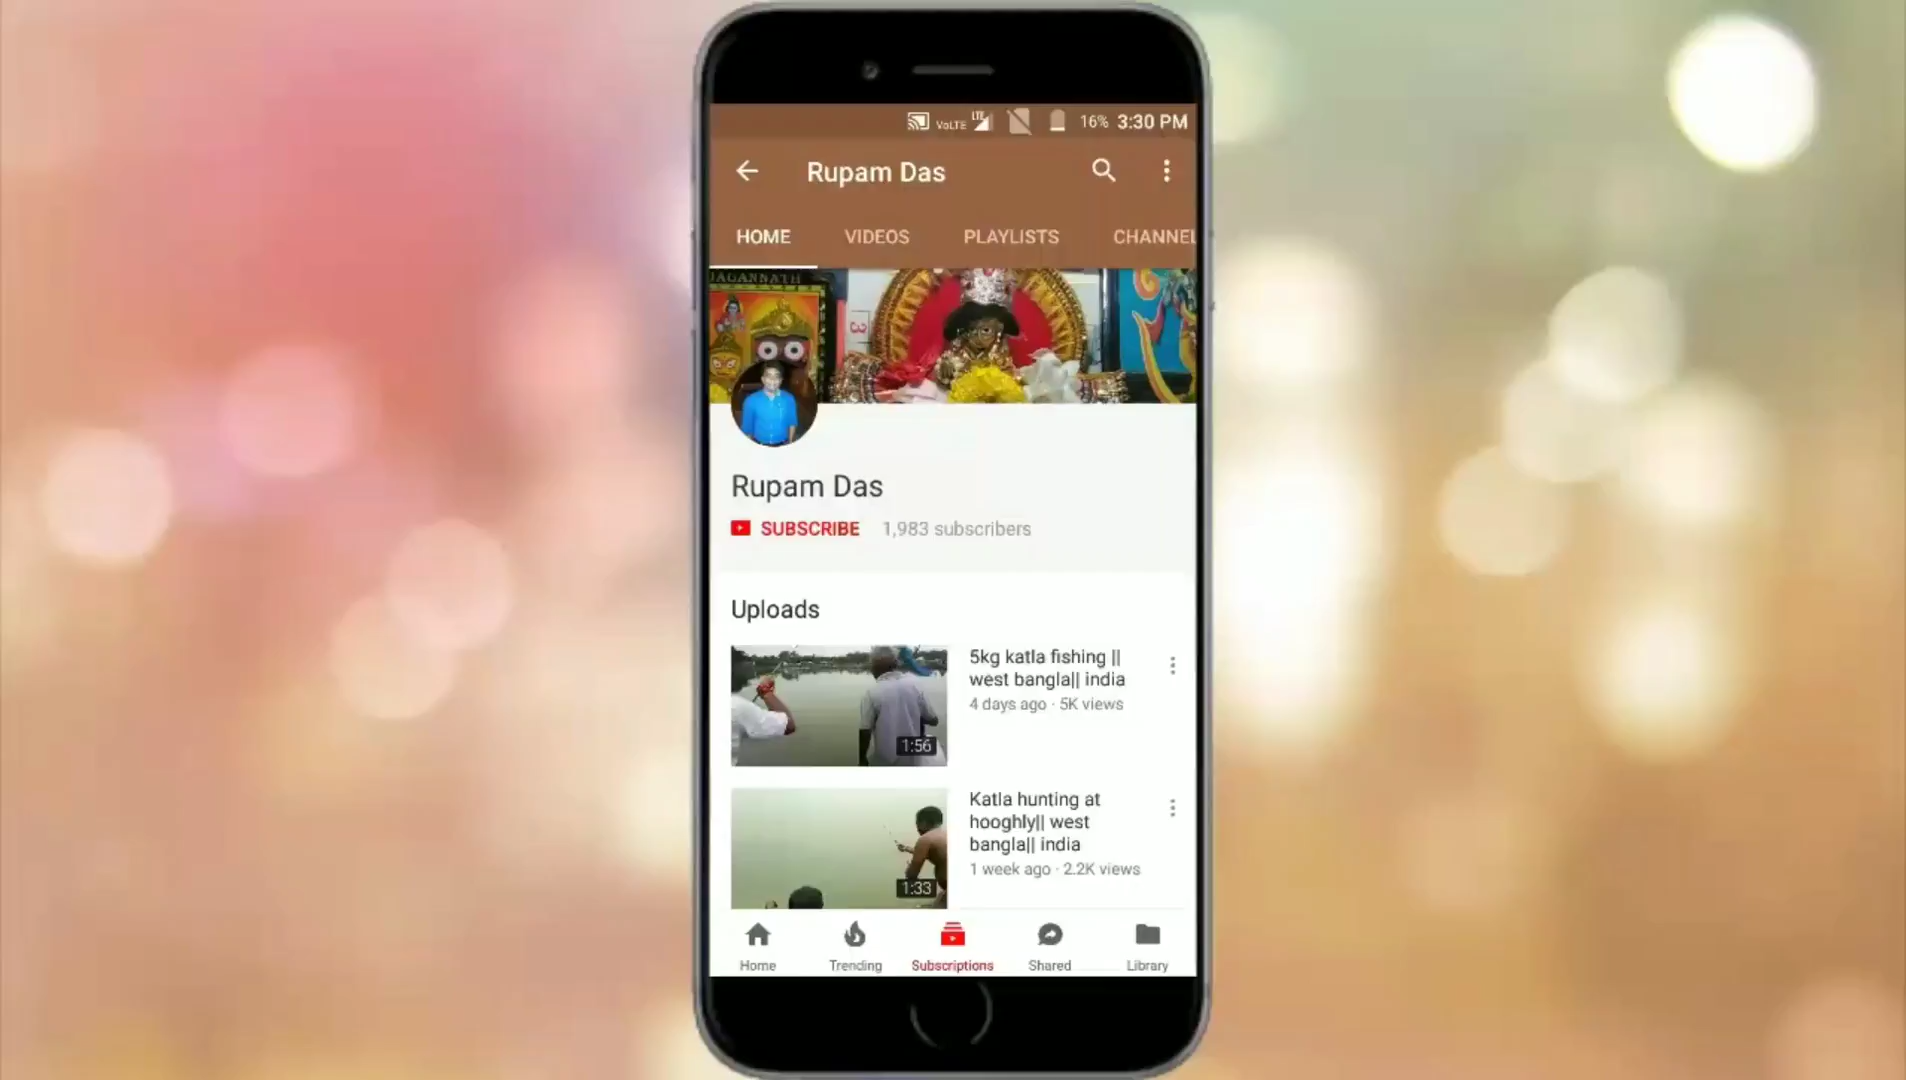 VoLTE LTE 16% 3:30 PM
Rupam Das
HOME VIDEOS PLAYLISTS CHANNEL
JAGANNATH
Rupam Das
SUBSCRIBE 1,983 subscribers
Uploads
5kg katla fishing ||
west bangla|| india
4 days ago · 5K views
1:56
Katla hunting at
hooghly|| west
bangla|| india
1 week ago · 2.2K views
1:33
Home Trending Subscriptions Shared Library